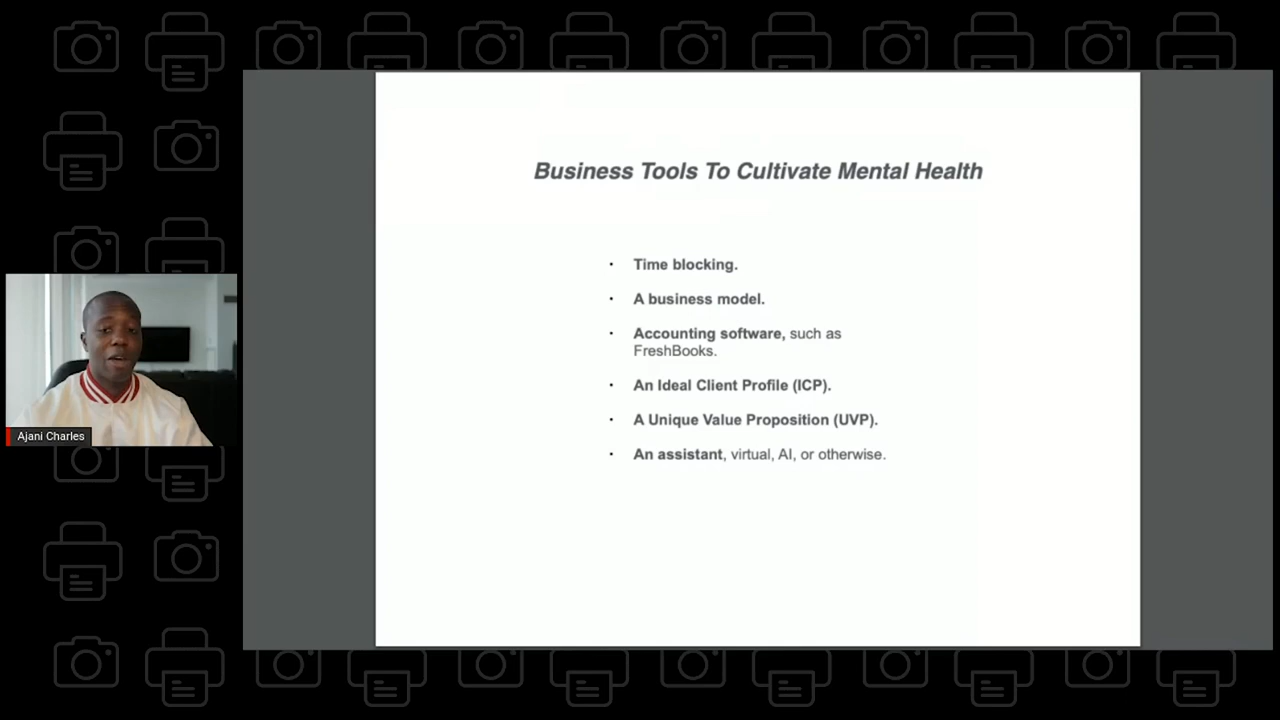 Business Tools To Cultivate Mental Health
· Time blocking.
· A business model.
· Accounting software, such as
FreshBooks.
· An Ideal Client Profile (ICP).
· A Unique Value Proposition (UVP).
· An assistant, virtual, AI, or otherwise.
Ajani Charles